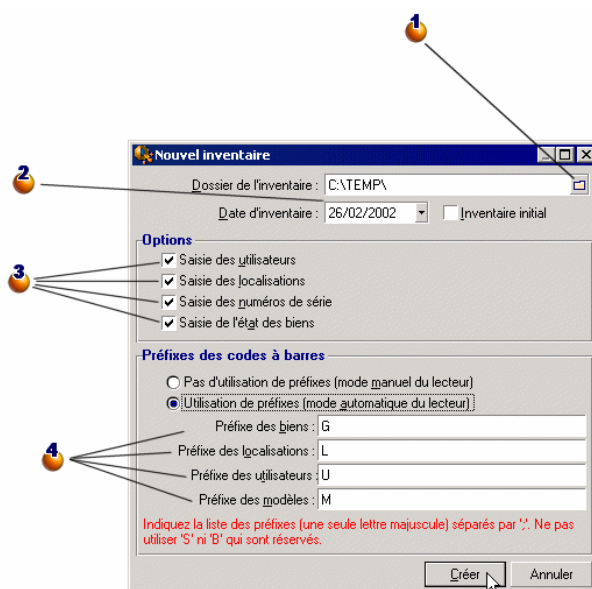 1
Nouvel inventaire
2
Dossier de l'inventaire : C:\TEMP\
Date d'inventaire : 26/02/2002 Inventaire initial
Options
3
Saisie des utilisateurs
Saisie des localisations
Saisie des numéros de série
Saisie de l'état des biens
Préfixes des codes à barres
Pas d'utilisation de préfixes (mode manuel du lecteur)
Utilisation de préfixes (mode automatique du lecteur)
4
Préfixe des biens : G
Préfixe des localisations : L
Préfixe des utilisateurs : U
Préfixe des modèles : M
Indiquez la liste des préfixes (une seule lettre majuscule) séparés par ';'. Ne pas
utiliser 'S' ni 'B' qui sont réservés.
Créer Annuler